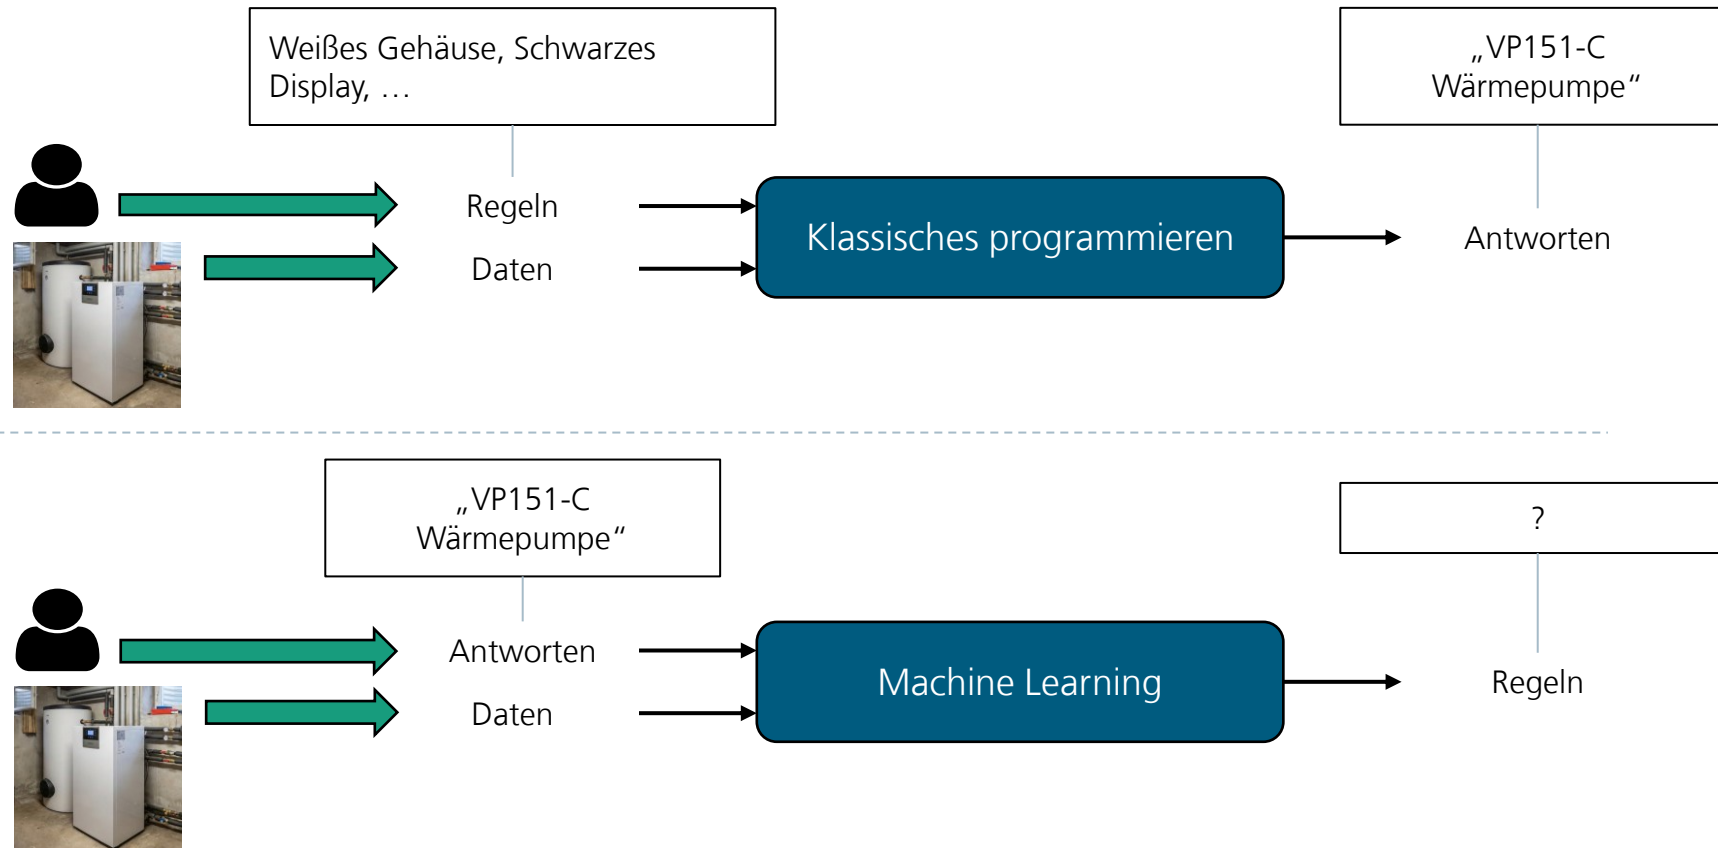 Weißes Gehäuse, Schwarzes
Display, …
„VP151-C
Wärmepumpe“
Regeln
Daten
Klassisches programmieren
Antworten
„VP151-C
Wärmepumpe“
?
Antworten
Daten
Machine Learning
Regeln